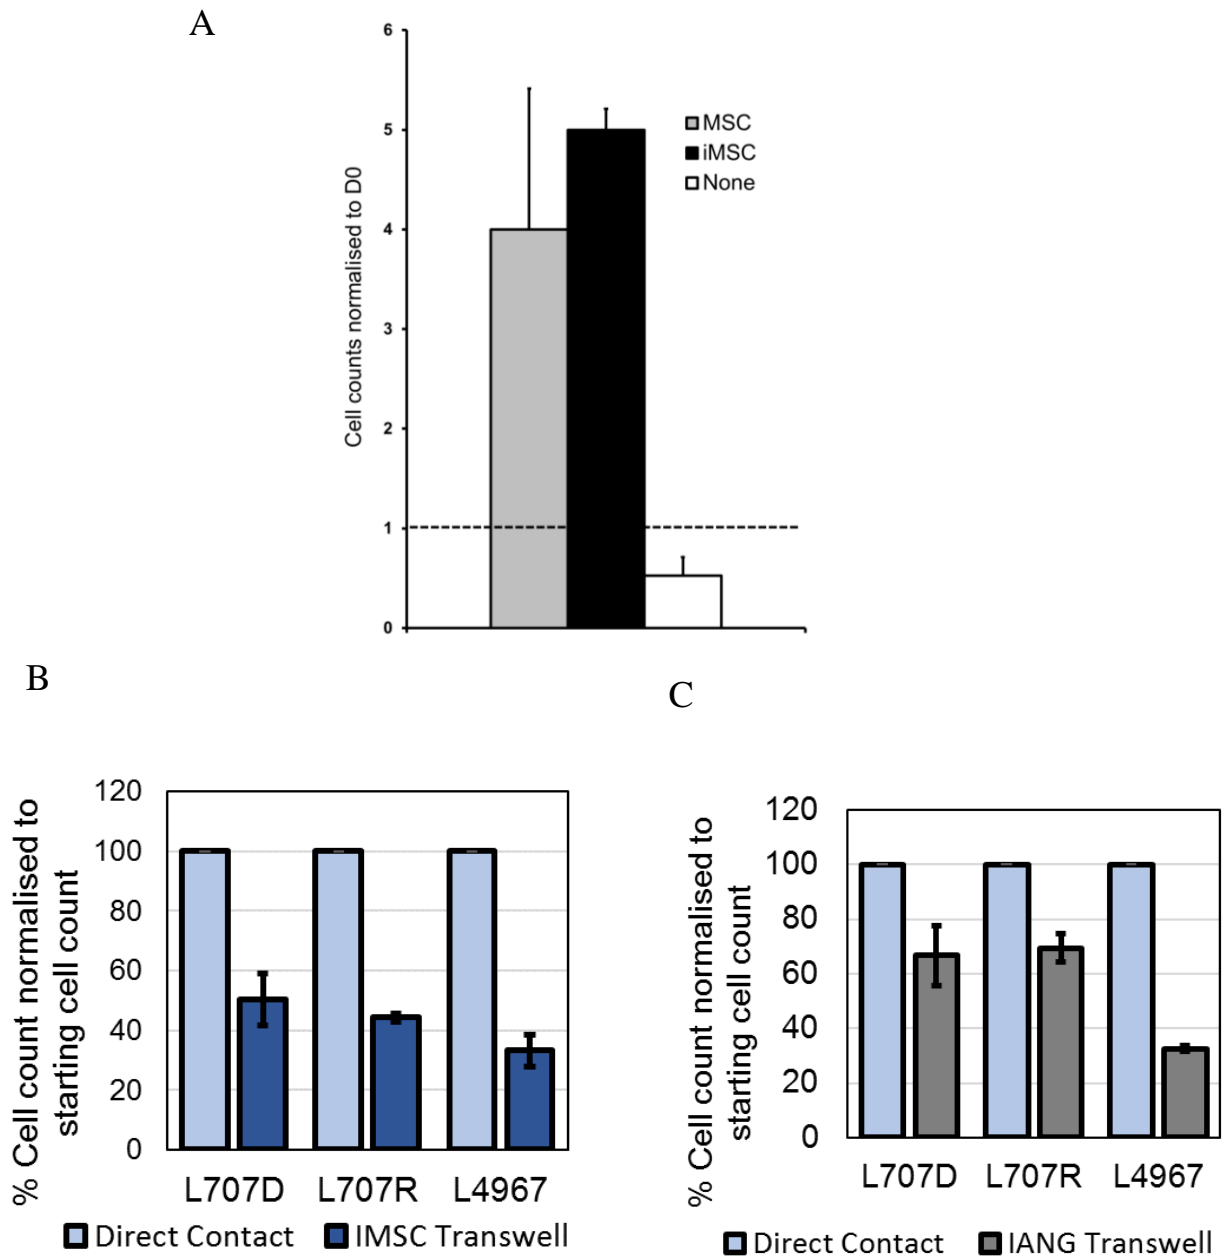 A
6
5
4
3
2
1
0
Cell counts normalised to D0
MSC
iMSC
None
B
% Cell count normalised to
starting cell count
120
100
80
60
40
20
0
L707D L707R L4967
Direct Contact IMSC Transwell
C
% Cell count normalised to
starting cell count
120
100
80
60
40
20
0
L707D L707R L4967
Direct Contact IANG Transwell